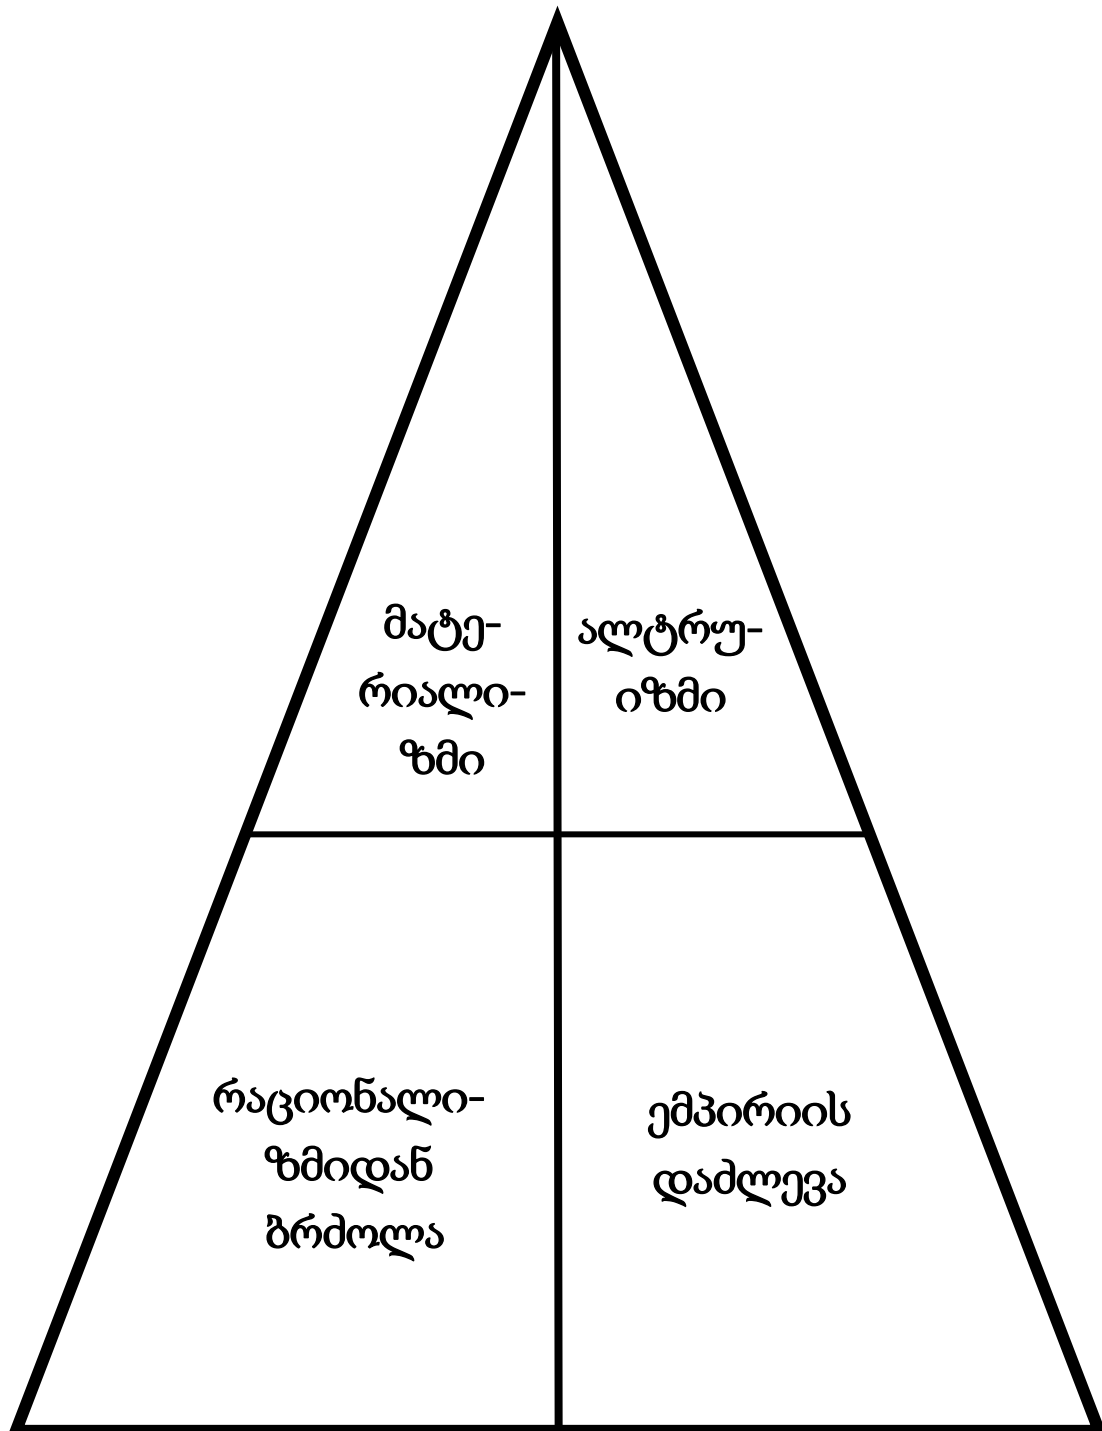 მატე-
რიალი-
ზმი
ალტრუ-
იზმი
რაციონალი-
ზმიდან
ბრძოლა
ემპირიის
დაძლევა